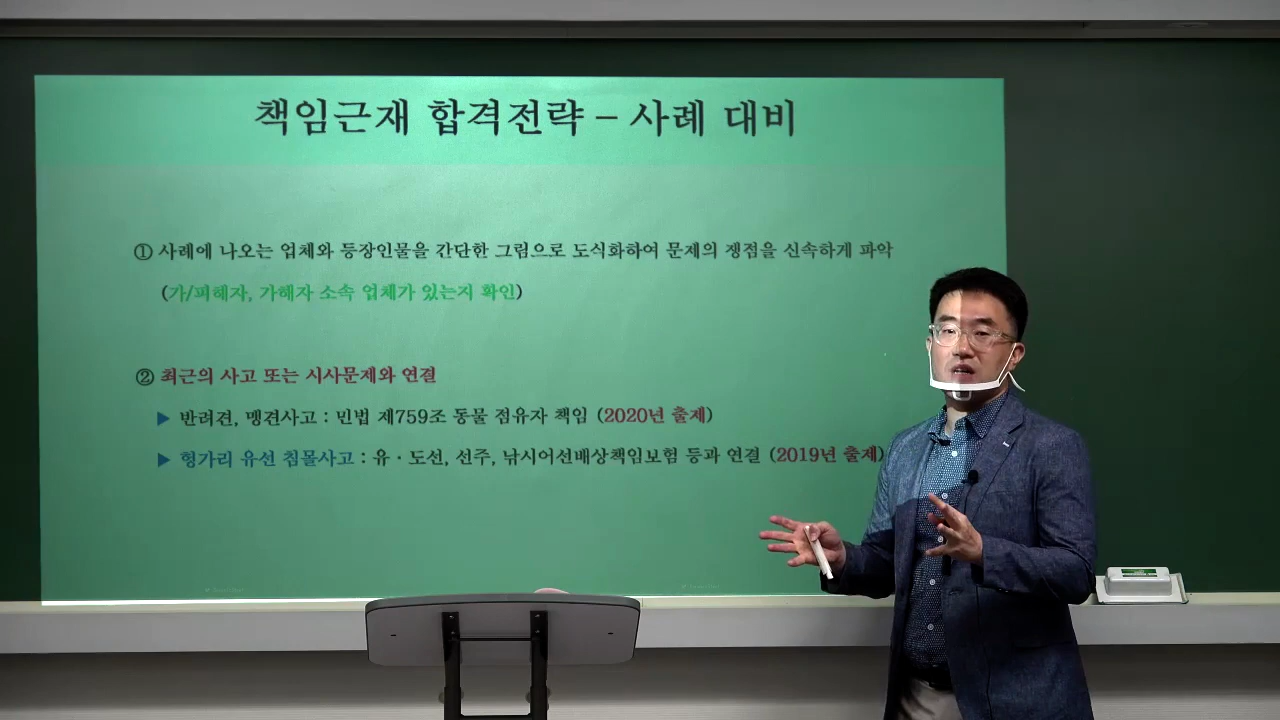 책임근재 합격전략 – 사례 대비
① 사례에 나오는 업체와 등장인물을 간단한 그림으로 도식화하여 문제의 쟁점을 신속하게 파악
(가/피해자, 가해자 소속 업체가 있는지 확인)
② 최근의 사고 또는 시사문제와 연결
▶ 반려견, 맹견사고 : 민법 제759조 동물 점유자 책임 (2020년 출제)
▶ 헝가리 유선 침몰사고 : 유 · 도선, 선주, 낚시어선배상책임보험 등과 연결 (2019년 출제)